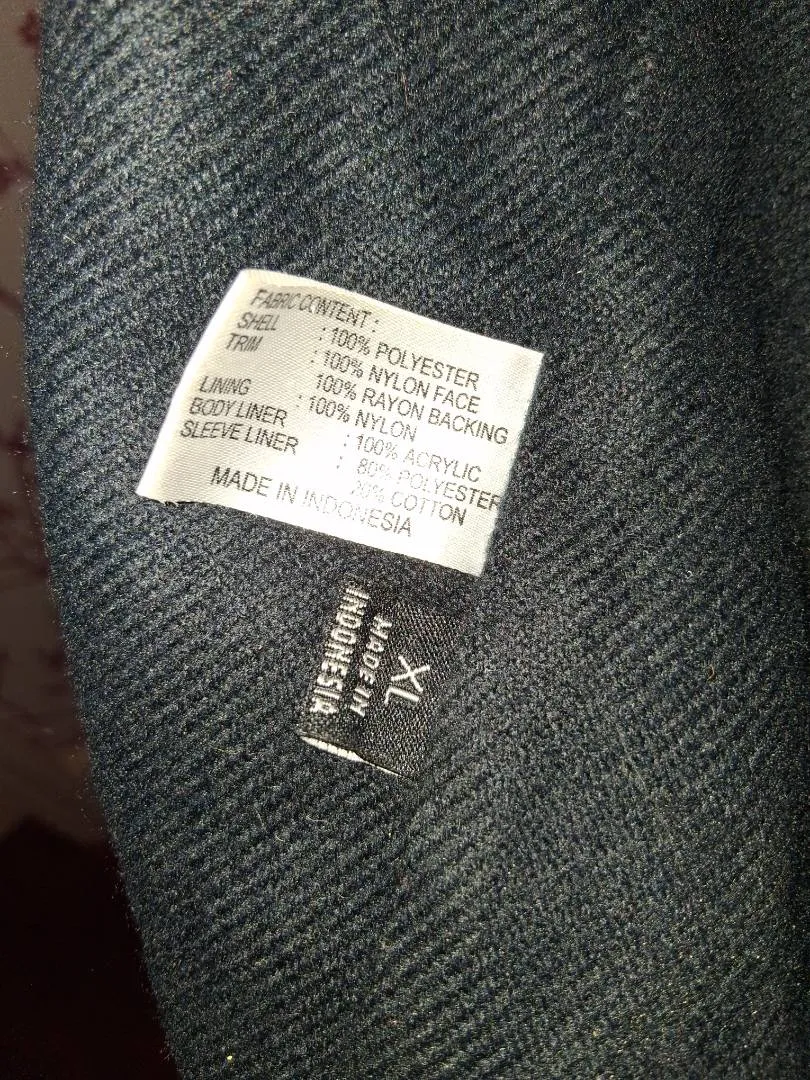 FABRIC CONTENT :
SHELL : 100% POLYESTER
TRIM : 100% NYLON FACE
100% RAYON BACKING
LINING : 100% NYLON
BODY LINER : 100% ACRYLIC
SLEEVE LINER : 80% POLYESTER
20% COTTON
MADE IN INDONESIA
XL
MADE IN
INDONESIA